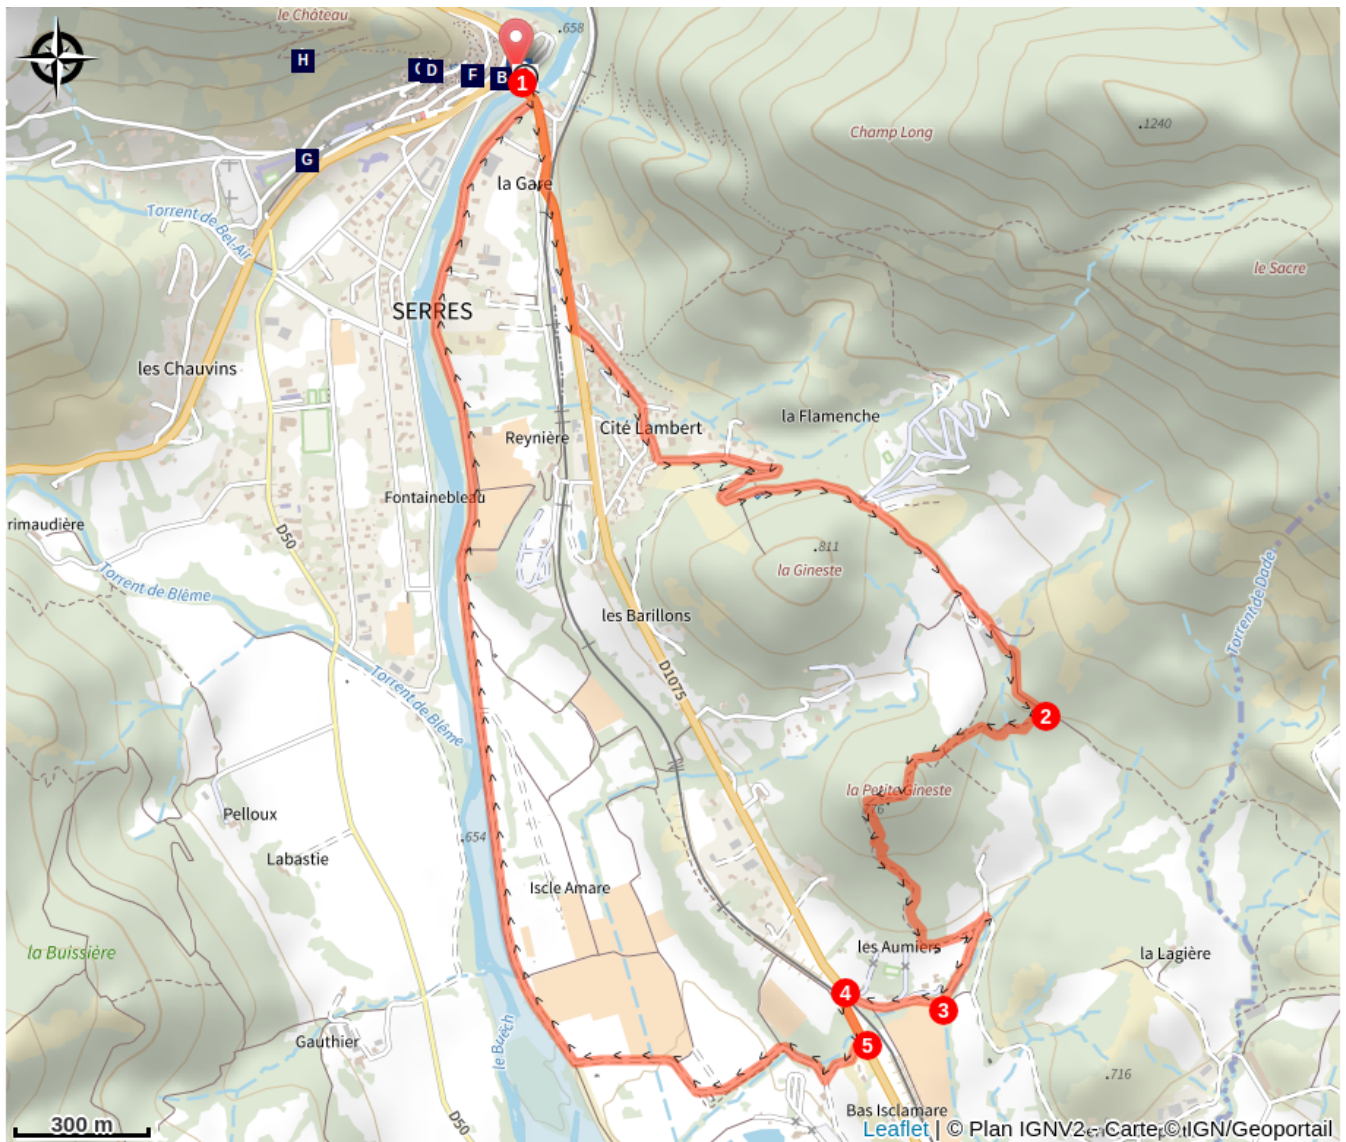 le Château
.658
H
D
F
B
1
Champ Long
.1240
G
la Gare
Torrent de Bel-Air
le Sacre
SERRES
les Chauvins
la Flamenche
Cité Lambert
Reynière
Fontainebleau
rimaudière
D50
.811
la Gineste
Torrent de Dade
Torrent de Blême
les Barillons
D1075
Torrent de Blême
2
la Petite Gineste
Pelloux
.654
Labastie
Iscle Amare
les Aumiers
la Buissière
la Lagière
4
3
le Buëch
Gauthier
5
.716
D50
Bas Isclamare
300 m
Leaflet | © Plan IGNV2 - Carte © IGN/Geoportail